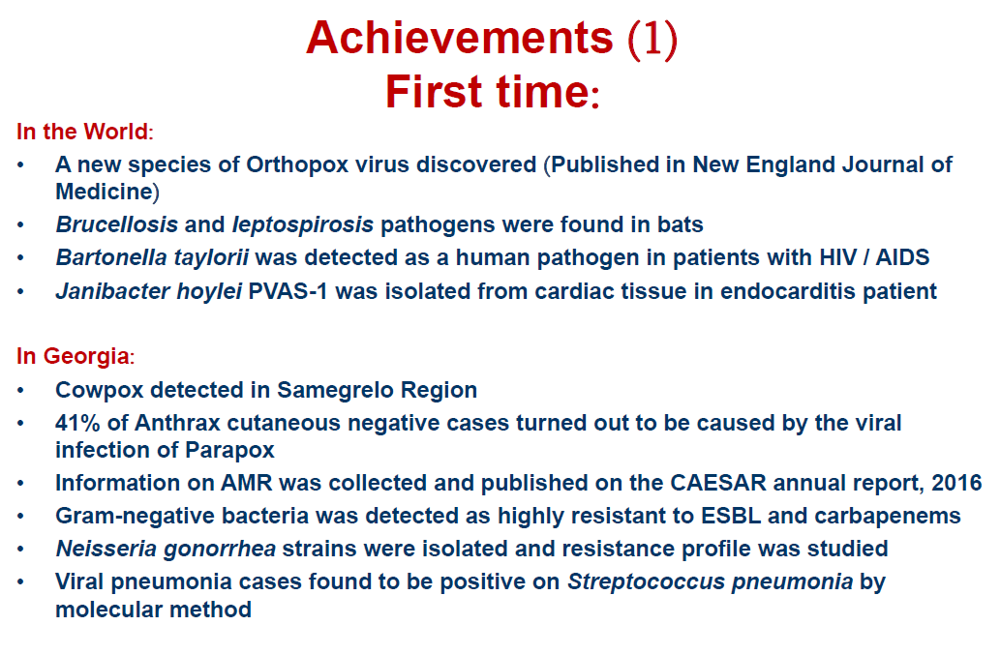 Achievements (1)
First time:
In the World:
• A new species of Orthopox virus discovered (Published in New England Journal of
Medicine)
• Brucellosis and leptospirosis pathogens were found in bats
• Bartonella taylorii was detected as a human pathogen in patients with HIV / AIDS
• Janibacter hoylei PVAS-1 was isolated from cardiac tissue in endocarditis patient
In Georgia:
• Cowpox detected in Samegrelo Region
• 41% of Anthrax cutaneous negative cases turned out to be caused by the viral
infection of Parapox
• Information on AMR was collected and published on the CAESAR annual report, 2016
• Gram-negative bacteria was detected as highly resistant to ESBL and carbapenems
• Neisseria gonorrhea strains were isolated and resistance profile was studied
• Viral pneumonia cases found to be positive on Streptococcus pneumonia by
molecular method